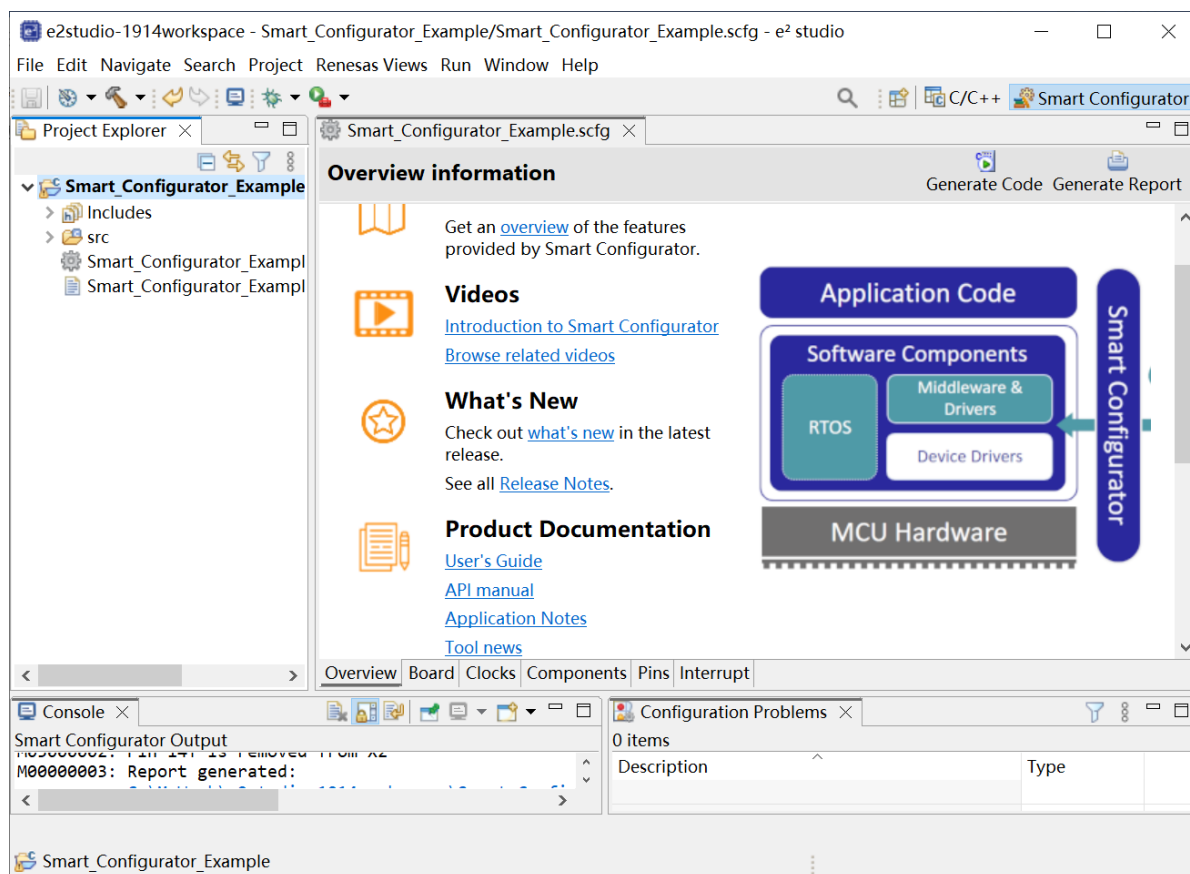 e2studio-1914workspace - Smart_Configurator_Example/Smart_Configurator_Example.scfg - e² studio
File Edit Navigate Search Project Renesas Views Run Window Help
C/C++ Smart Configurator
Project Explorer
Smart_Configurator_Example
Includes
src
Smart_Configurator_Exampl
Smart_Configurator_Exampl
Smart_Configurator_Example.scfg
Overview information
Generate Code Generate Report
Get an overview of the features
provided by Smart Configurator.
Videos
Introduction to Smart Configurator
Browse related videos
What's New
Check out what's new in the latest
release.
See all Release Notes.
Product Documentation
User's Guide
API manual
Application Notes
Tool news
Application Code
Software Components
RTOS
Middleware &
Drivers
Device Drivers
MCU Hardware
Smart Configurator
Overview Board Clocks Components Pins Interrupt
Console
Smart Configurator Output
M00000003: Report generated:
Configuration Problems
0 items
Description Type
Smart_Configurator_Example